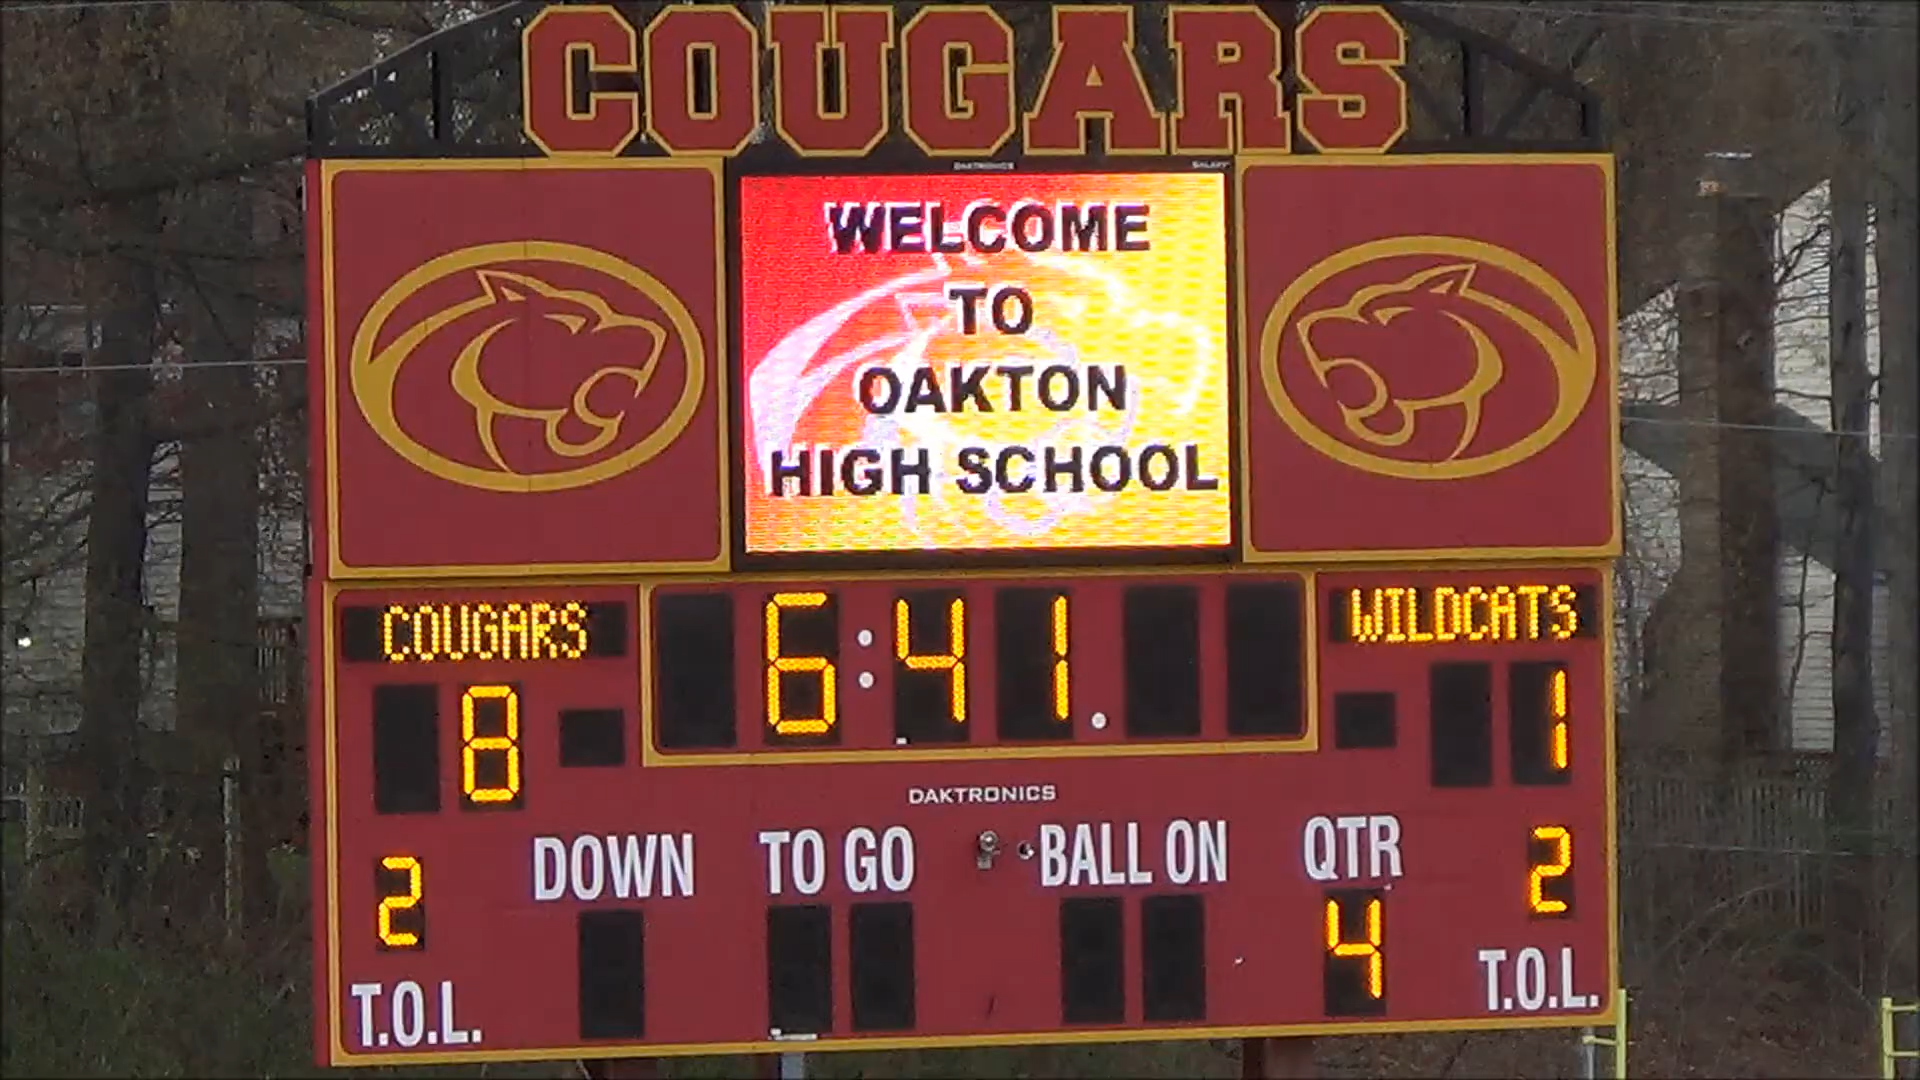 COUGARS
DAKTRONICS GALAXY
WELCOME
TO
OAKTON
HIGH SCHOOL
COUGARS 6:41. WILDCATS
8 1
DAKTRONICS
DOWN TO GO BALL ON QTR
2 4 2
T.O.L. T.O.L.